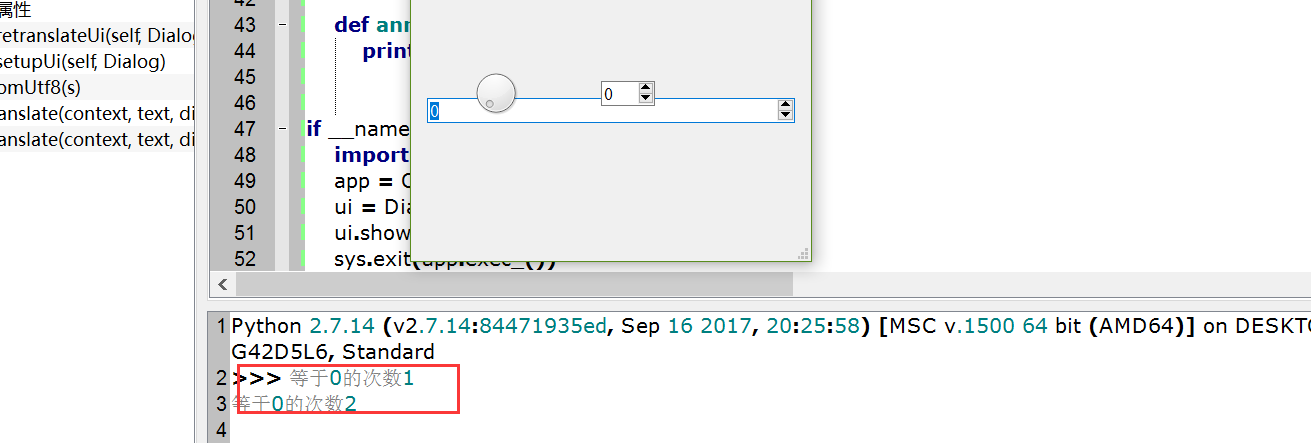 属性
retranslateUi(self, Dialo
setupUi(self, Dialog)
omUtf8(s)
anslate(context, text, di
anslate(context, text, di
42
43 def ann
44 print
45
46
47 if __name
48 import
49 app =
50 ui = Dia
51 ui.show
52 sys.exit(app.exec_())
0
0
1 Python 2.7.14 (v2.7.14:84471935ed, Sep 16 2017, 20:25:58) [MSC v.1500 64 bit (AMD64)] on DESKTO
G42D5L6, Standard
2 >>> 等于0的次数1
3 等于0的次数2
4